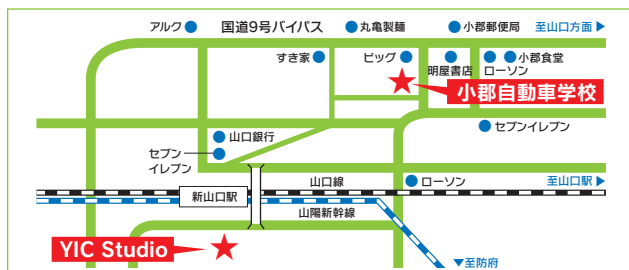 アルク
国道9号バイパス
丸亀製麺
小郡郵便局
至山口方面▶
すき家
ビッグ
明屋書店
ローソン
小郡食堂
小郡自動車学校
セブンイレブン
山口銀行
セブン
イレブン
山口線
ローソン
至山口駅▶
新山口駅
山陽新幹線
YIC Studio
▼至防府